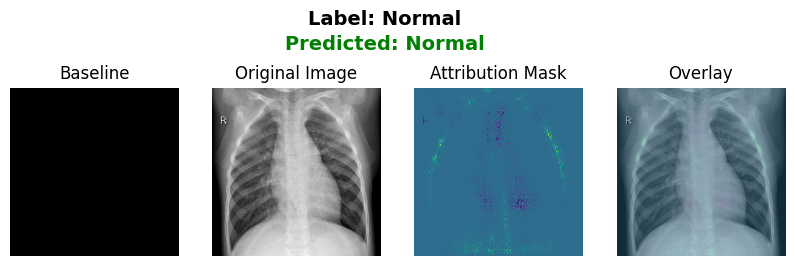 Label: Normal
Predicted: Normal
Baseline
Original Image
Attribution Mask
Overlay
R
R